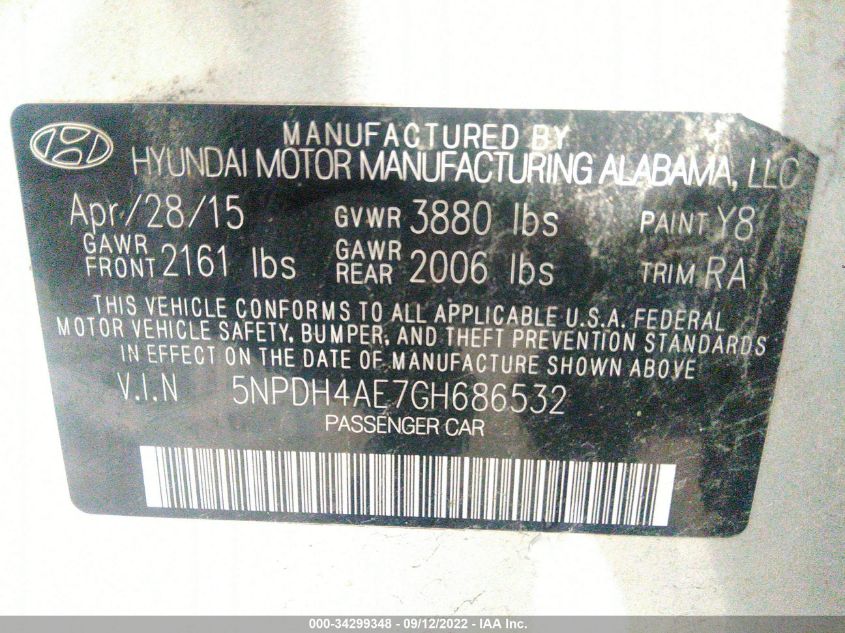 MANUFACTURED BY
HYUNDAI MOTOR MANUFACTURING ALABAMA, LLC
Apr/28/15 GVWR 3880 lbs PAINT Y8
GAWR FRONT 2161 lbs GAWR REAR 2006 lbs TRIM RA
THIS VEHICLE CONFORMS TO ALL APPLICABLE U.S.A. FEDERAL
MOTOR VEHICLE SAFETY, BUMPER, AND THEFT PREVENTION STANDARDS
IN EFFECT ON THE DATE OF MANUFACTURE SHOWN ABOVE
V.I.N 5NPDH4AE7GH686532
PASSENGER CAR
000-34299348 - 09/12/2022 - IAA Inc.